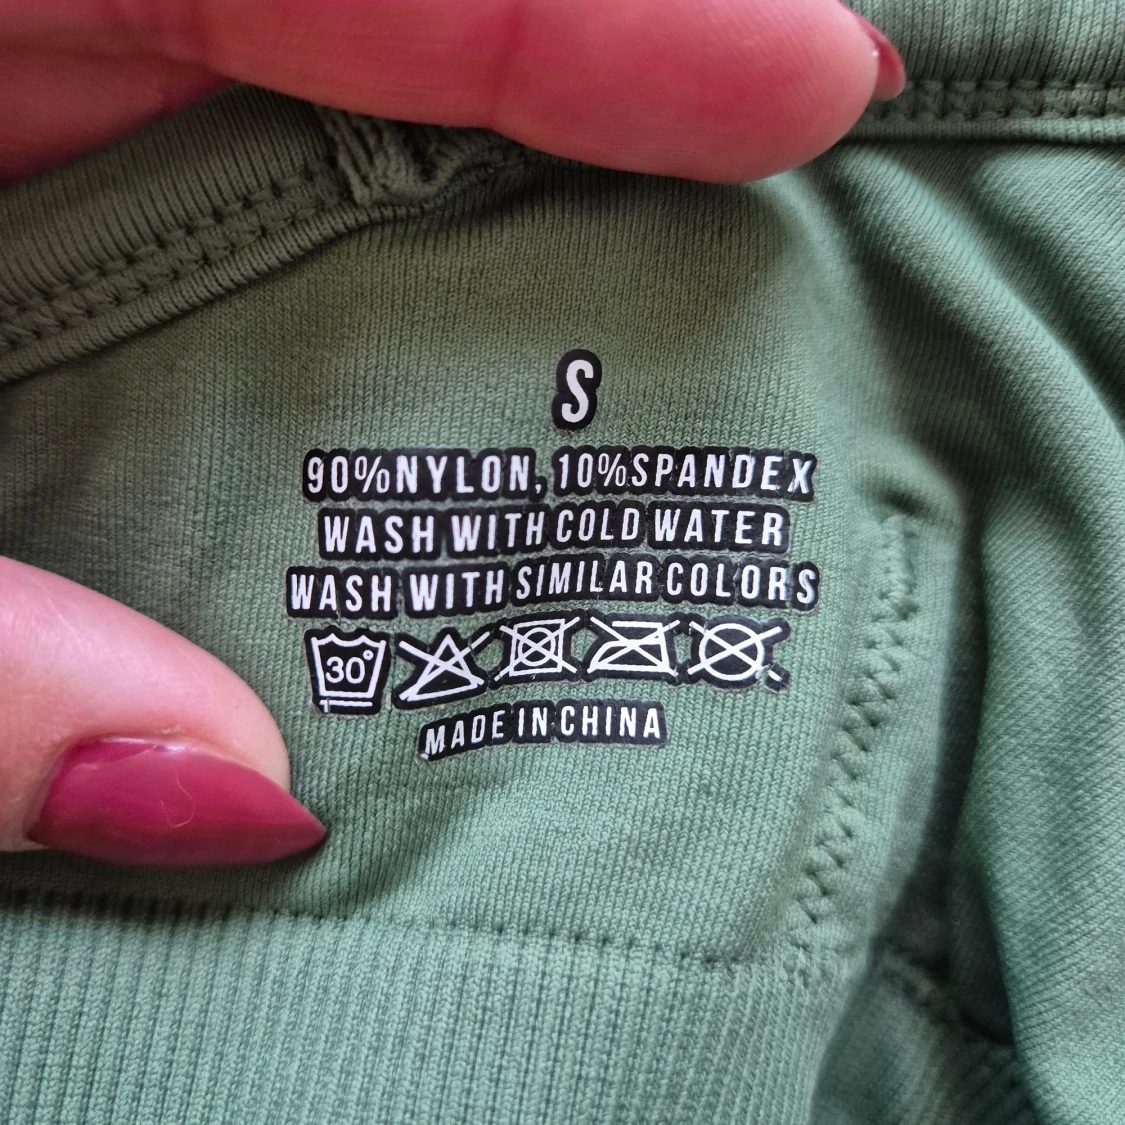 S
90%NYLON, 10%SPANDEX
WASH WITH COLD WATER
WASH WITH SIMILAR COLORS
30°
MADE IN CHINA